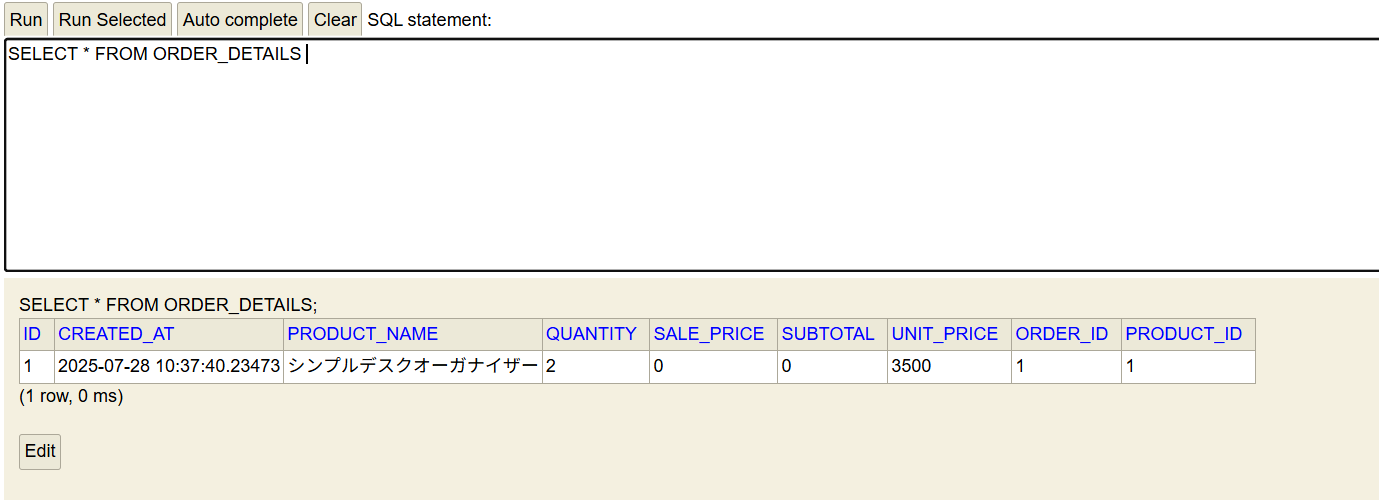 Run Run Selected Auto complete Clear SQL statement:
SELECT * FROM ORDER_DETAILS
SELECT * FROM ORDER_DETAILS;
ID CREATED_AT PRODUCT_NAME QUANTITY SALE_PRICE SUBTOTAL UNIT_PRICE ORDER_ID PRODUCT_ID
1 2025-07-28 10:37:40.23473 シンプルデスクオーガナイザー 2 0 0 3500 1 1
(1 row, 0 ms)
Edit